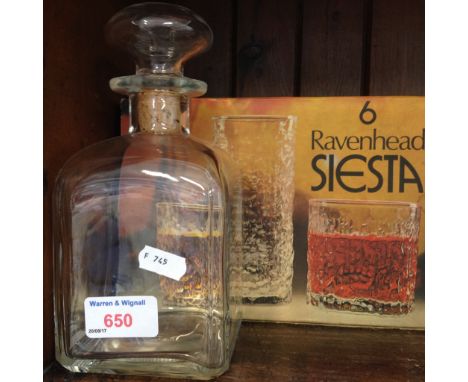 6
Ravenhead
SIESTA
F 745
Warren & Wignall
650
20/09/17